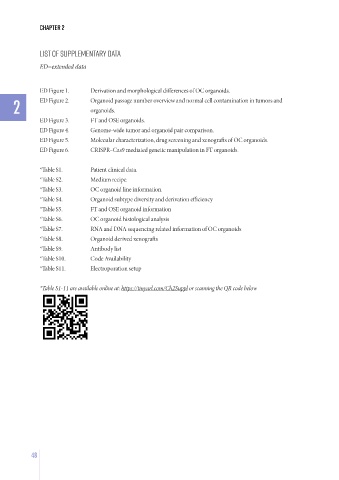 CHAPTER 2
LIST OF SUPPLEMENTARY DATA
ED=extended data
2
ED Figure 1. Derivation and morphological differences of OC organoids.
ED Figure 2. Organoid passage number overview and normal cell contamination in tumors and
organoids.
ED Figure 3. FT and OSE organoids.
ED Figure 4. Genome-wide tumor and organoid pair comparison.
ED Figure 5. Molecular characterization, drug screening and xenografts of OC organoids
ED Figure 6. CRISPR-Cas9 mediated genetic manipulation in FT organoids
*Table S1. Patient clinical data.
*Table S2. Medium recipe.
*Table S3. OC organoid line information
*Table S4. Organoid subtype diversity and derivation efficiency
*Table S5. FT and OSE organoid information
*Table S6. OC organoid histological analysis
*Table S7. RNA and DNA sequencing related information of OC organoids
*Table S8. Organoid derived xenografts
*Table S9. Antibody list
*Table S10. Code Availability
*Table S11. Electroporation setup
*Table S1-11 are available online at: https://tinyurl.com/Ch2Suppl or scanning the QR code below
48